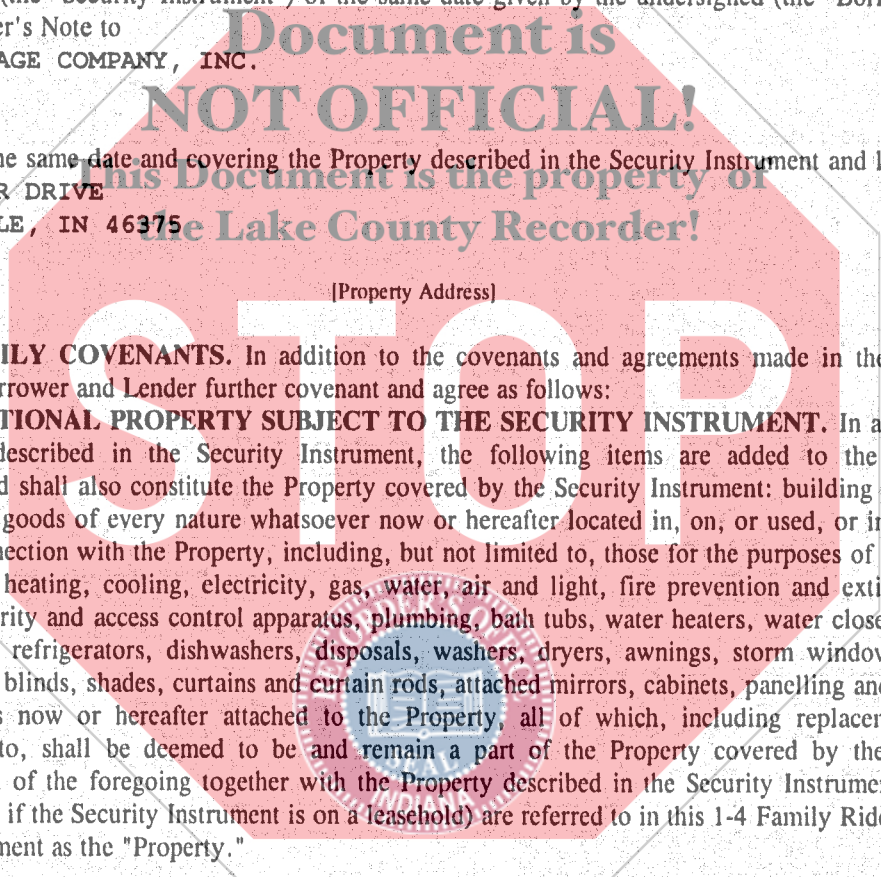 (the "Security Instrument") of the same date given by the undersigned (the
er's Note to
AGE COMPANY, INC.
Document is
NOT OFFICIAL!
ne same date and covering the Property described in the Security Instrument and l
This Document is the property of
R DRIVE
LE, IN 46375
the Lake County Recorder!
[Property Address]
STOP
ILY COVENANTS. In addition to the covenants and agreements made in the
rrower and Lender further covenant and agree as follows:
TIONAL PROPERTY SUBJECT TO THE SECURITY INSTRUMENT. In a
described in the Security Instrument, the following items are added to the
d shall also constitute the Property covered by the Security Instrument: building
goods of every nature whatsoever now or hereafter located in, on, or used, or in
nection with the Property, including, but not limited to, those for the purposes of
heating, cooling, electricity, gas, water, air and light, fire prevention and exti
rity and access control apparatus, plumbing, bath tubs, water heaters, water close
refrigerators, dishwashers, disposals, washers, dryers, awnings, storm window
blinds, shades, curtains and curtain rods, attached mirrors, cabinets, panelling and
s now or hereafter attached to the Property, all of which, including replacem
to, shall be deemed to be and remain a part of the Property covered by the
of the foregoing together with the Property described in the Security Instrumen
if the Security Instrument is on a leasehold) are referred to in this 1-4 Family Ride
ment as the "Property."
SEAL
INDIANA